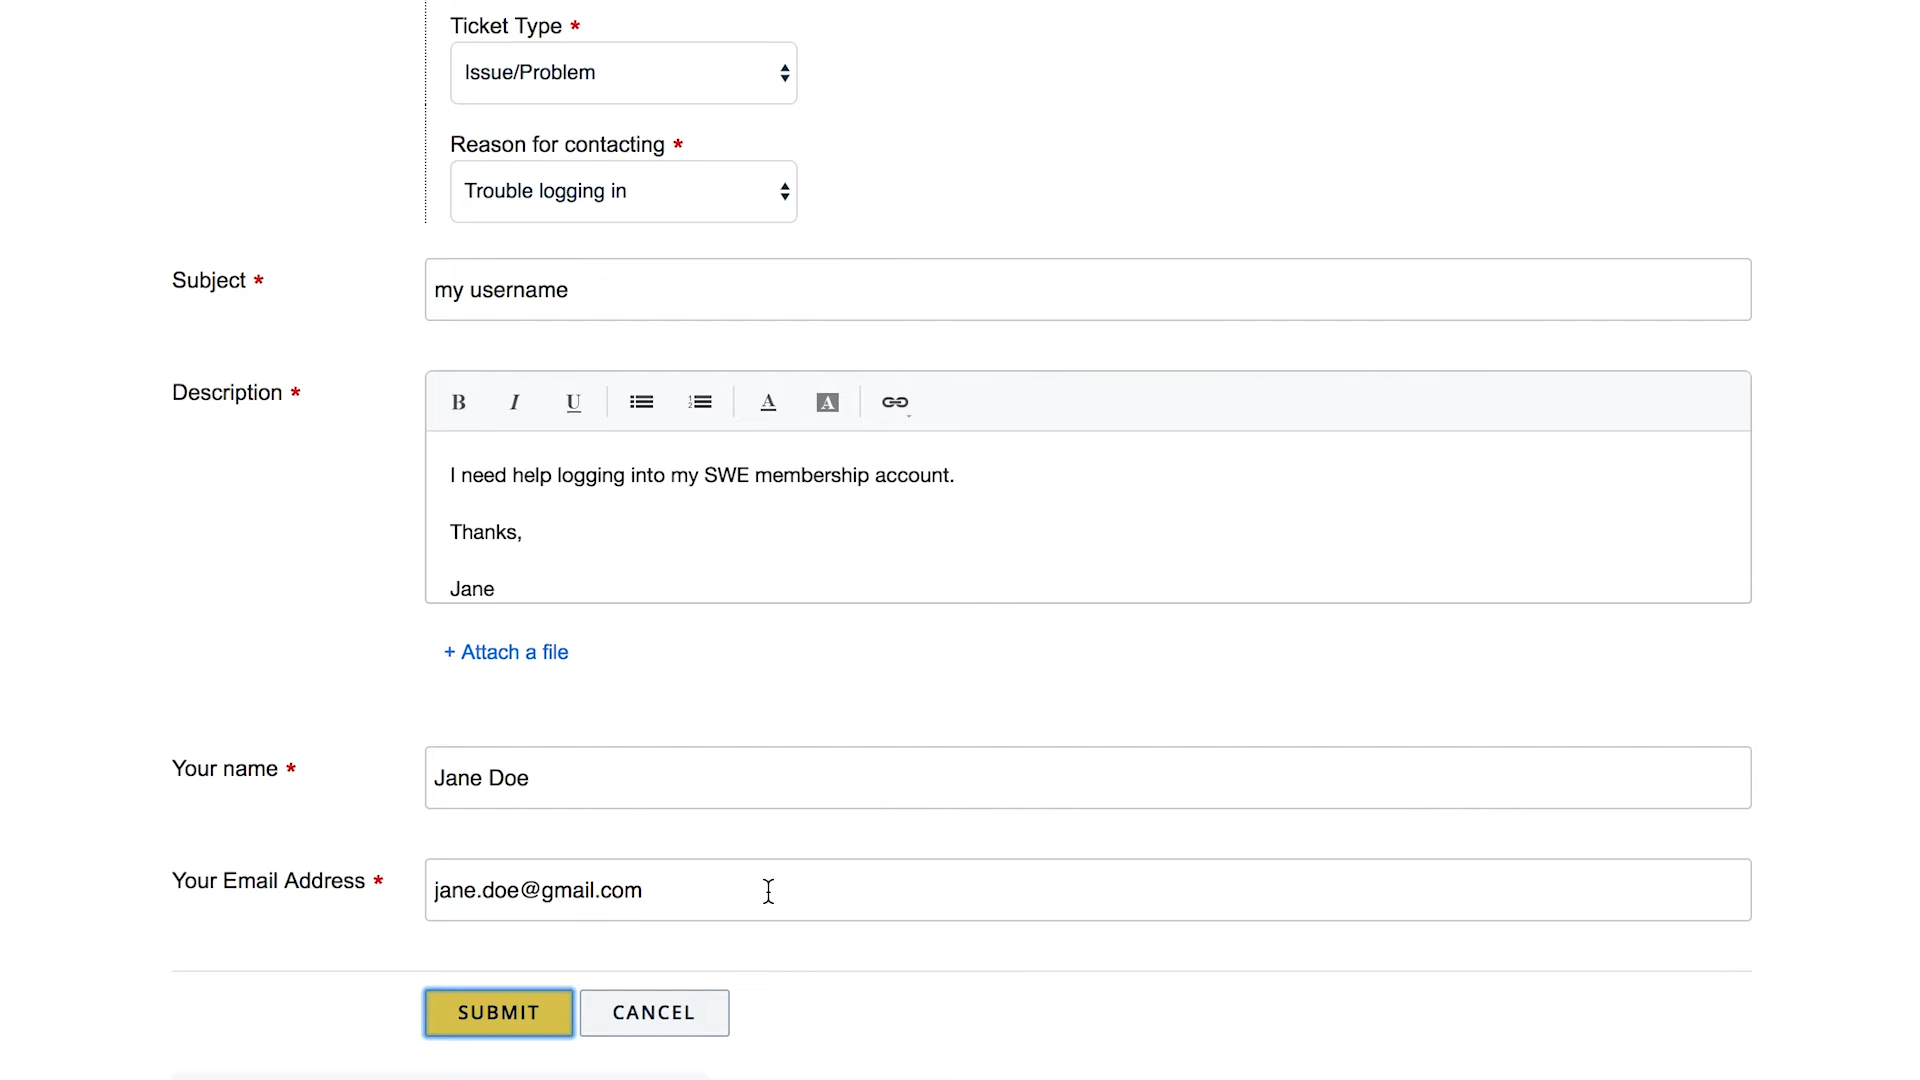 Ticket Type *
Issue/Problem
Reason for contacting *
Trouble logging in
Subject *
my username
Description *
B I U A A
I need help logging into my SWE membership account.
Thanks,
Jane
+ Attach a file
Your name *
Jane Doe
Your Email Address *
jane.doe@gmail.com
SUBMIT CANCEL